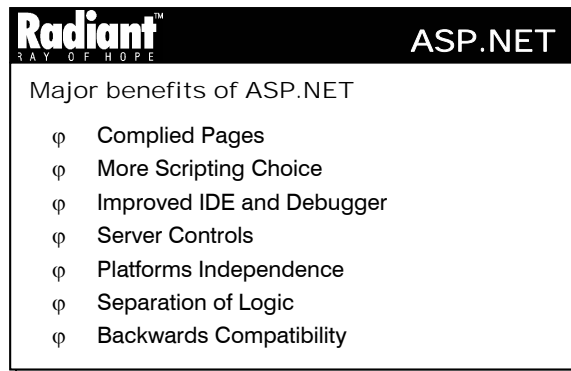 Radiant™ ASP.NET
RAY OF HOPE
Major benefits of ASP.NET
φ Complied Pages
φ More Scripting Choice
φ Improved IDE and Debugger
φ Server Controls
φ Platforms Independence
φ Separation of Logic
φ Backwards Compatibility